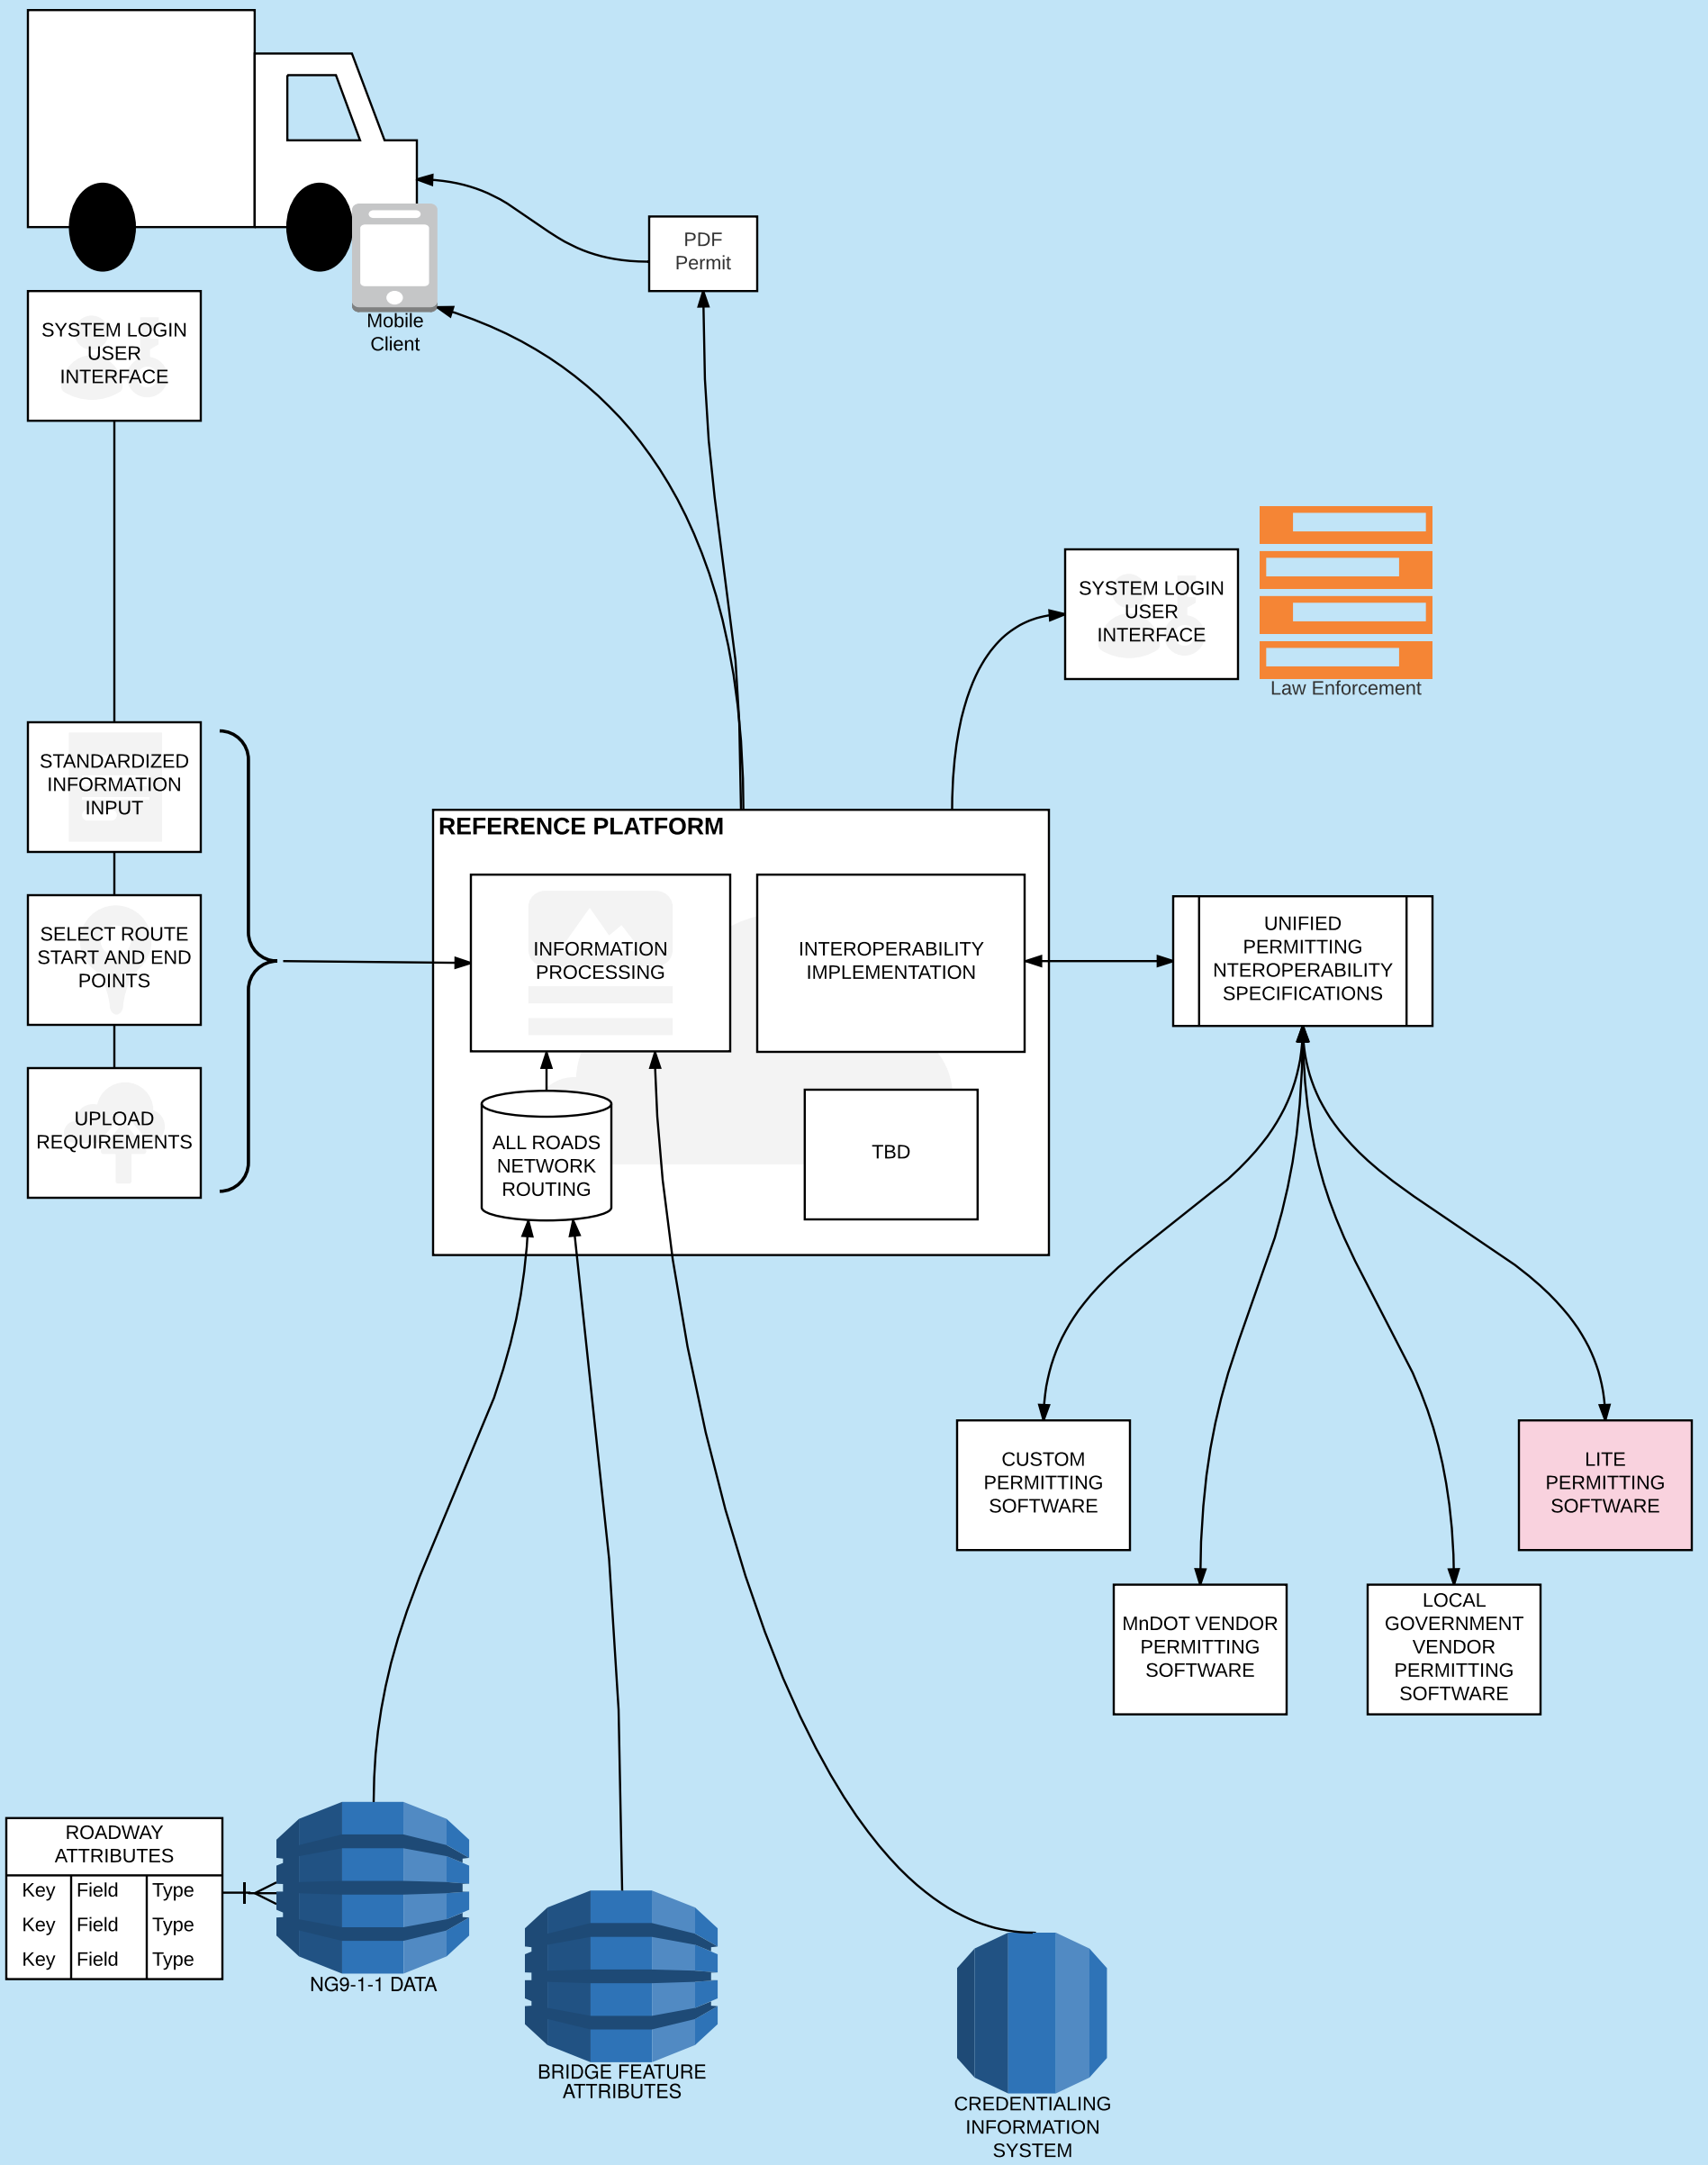 PDF
Permit
Mobile
Client
SYSTEM LOGIN
USER
INTERFACE
SYSTEM LOGIN
USER
INTERFACE
Law Enforcement
STANDARDIZED
INFORMATION
INPUT
SELECT ROUTE
START AND END
POINTS
UPLOAD
REQUIREMENTS
REFERENCE PLATFORM
INFORMATION
PROCESSING
INTEROPERABILITY
IMPLEMENTATION
ALL ROADS
NETWORK
ROUTING
TBD
UNIFIED
PERMITTING
NTEROPERABILITY
SPECIFICATIONS
CUSTOM
PERMITTING
SOFTWARE
LITE
PERMITTING
SOFTWARE
MnDOT VENDOR
PERMITTING
SOFTWARE
LOCAL
GOVERNMENT
VENDOR
PERMITTING
SOFTWARE
ROADWAY
ATTRIBUTES
Key Field Type
Key Field Type
Key Field Type
NG9-1-1 DATA
BRIDGE FEATURE
ATTRIBUTES
CREDENTIALING
INFORMATION
SYSTEM